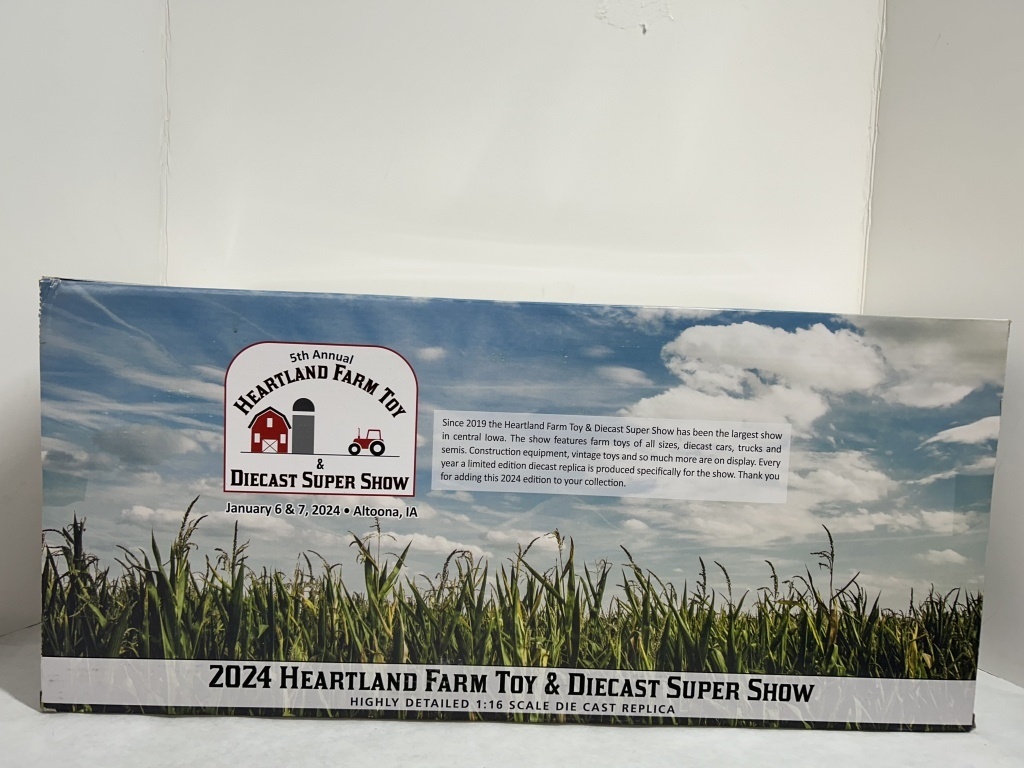 5th Annual
HEARTLAND FARM TOY
&
DIECAST SUPER SHOW
January 6 & 7, 2024 • Altoona, IA
Since 2019 the Heartland Farm Toy & Diecast Super Show has been the largest show
in central Iowa. The show features farm toys of all sizes, diecast cars, trucks and
semis. Construction equipment, vintage toys and so much more are on display. Every
year a limited edition diecast replica is produced specifically for the show. Thank you
for adding this 2024 edition to your collection.
2024 HEARTLAND FARM TOY & DIECAST SUPER SHOW
HIGHLY DETAILED 1:16 SCALE DIE CAST REPLICA